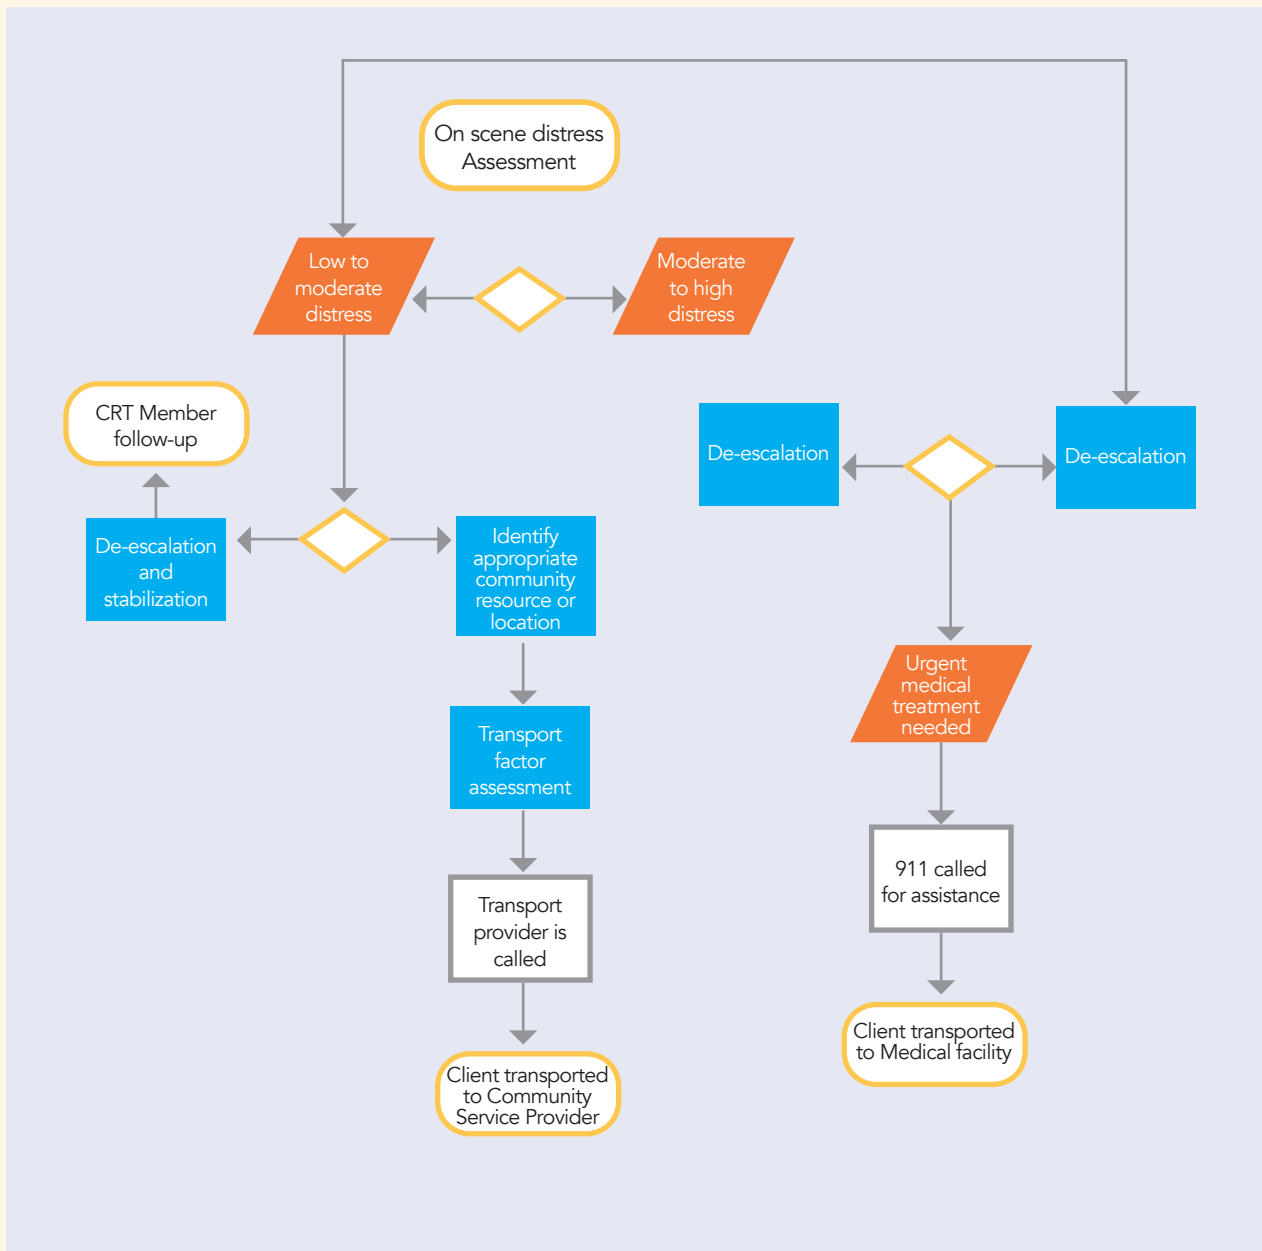 On scene distress
Assessment
Low to
moderate
distress
Moderate
to high
distress
CRT Member
follow-up
De-escalation
De-escalation
De-escalation
and
stabilization
Identify
appropriate
community
resource or
location
Urgent
medical
treatment
needed
Transport
factor
assessment
911 called
for assistance
Transport
provider is
called
Client transported
to Medical facility
Client transported
to Community
Service Provider